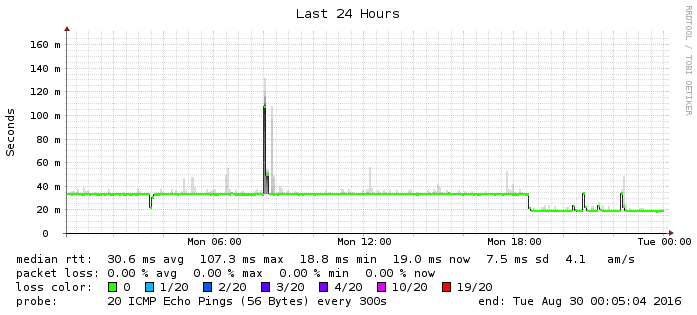 Last 24 Hours
RRDTOOL / TOBI OETIKER
Seconds
160 m
140 m
120 m
100 m
80 m
60 m
40 m
20 m
0
Mon 06:00 Mon 12:00 Mon 18:00 Tue 00:00
median rtt: 30.6 ms avg 107.3 ms max 18.8 ms min 19.0 ms now 7.5 ms sd 4.1 am/s
packet loss: 0.00 % avg 0.00 % max 0.00 % min 0.00 % now
loss color: 0 1/20 2/20 3/20 4/20 10/20 19/20
probe: 20 ICMP Echo Pings (56 Bytes) every 300s end: Tue Aug 30 00:05:04 2016